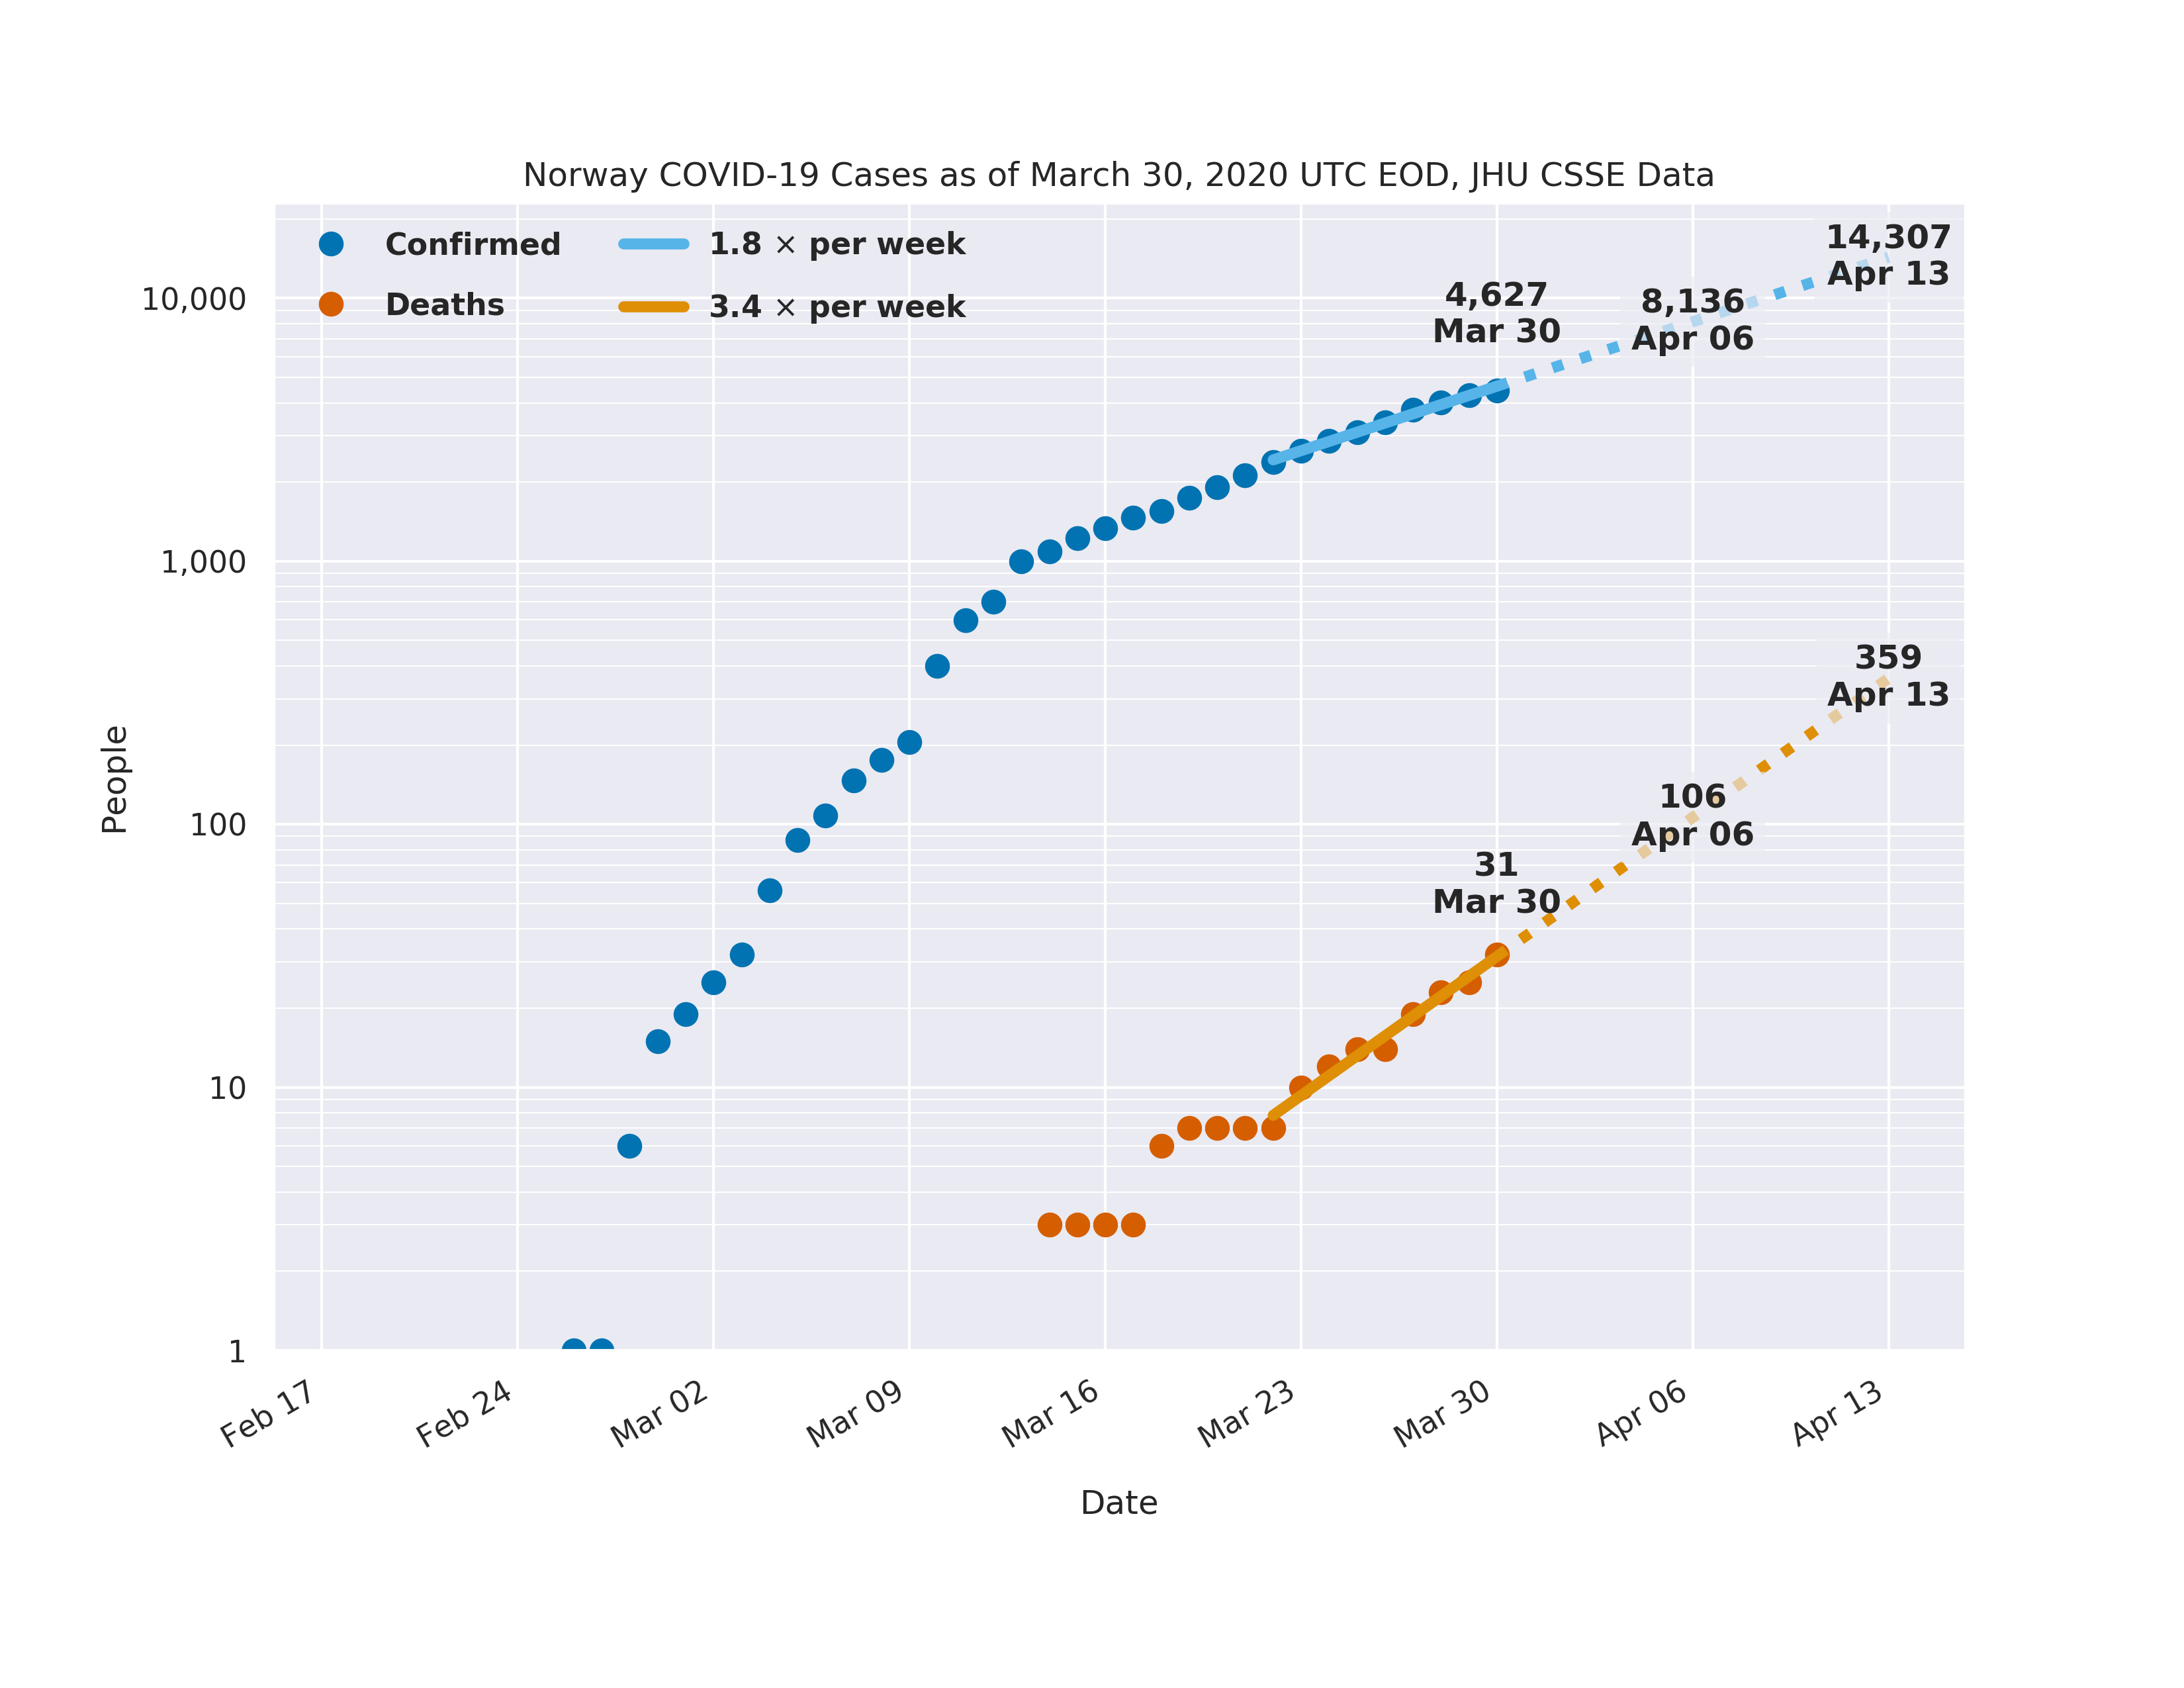 Norway COVID-19 Cases as of March 30, 2020 UTC EOD, JHU CSSE Data
Confirmed
Deaths
1.8 × per week
3.4 × per week
14,307
Apr 13
4,627
Mar 30
8,136
Apr 06
359
Apr 13
106
Apr 06
31
Mar 30
People
10,000
1,000
100
10
1
Feb 17
Feb 24
Mar 02
Mar 09
Mar 16
Mar 23
Mar 30
Apr 06
Apr 13
Date